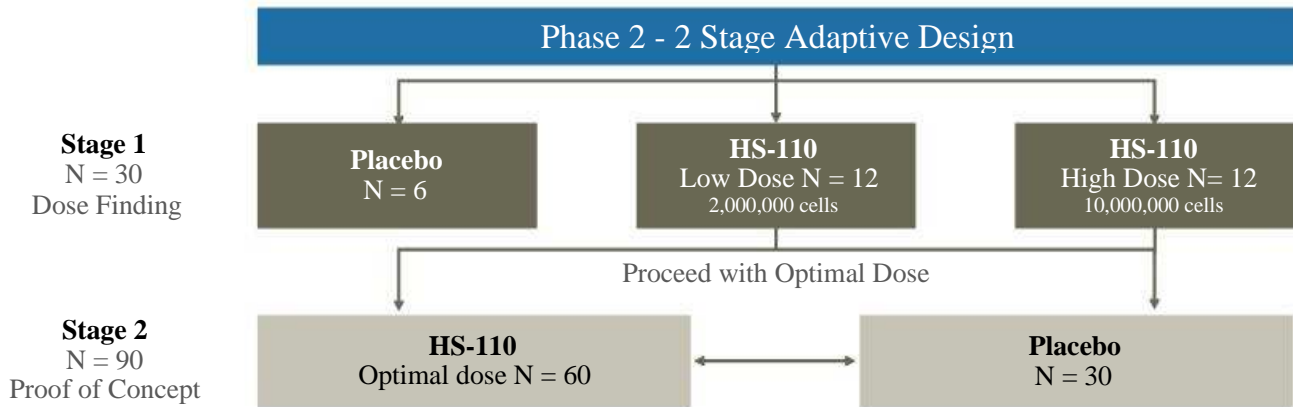 Phase 2 - 2 Stage Adaptive Design
Stage 1
N = 30
Dose Finding
Placebo
N = 6
HS-110
Low Dose N = 12
2,000,000 cells
HS-110
High Dose N= 12
10,000,000 cells
Proceed with Optimal Dose
Stage 2
N = 90
Proof of Concept
HS-110
Optimal dose N = 60
Placebo
N = 30